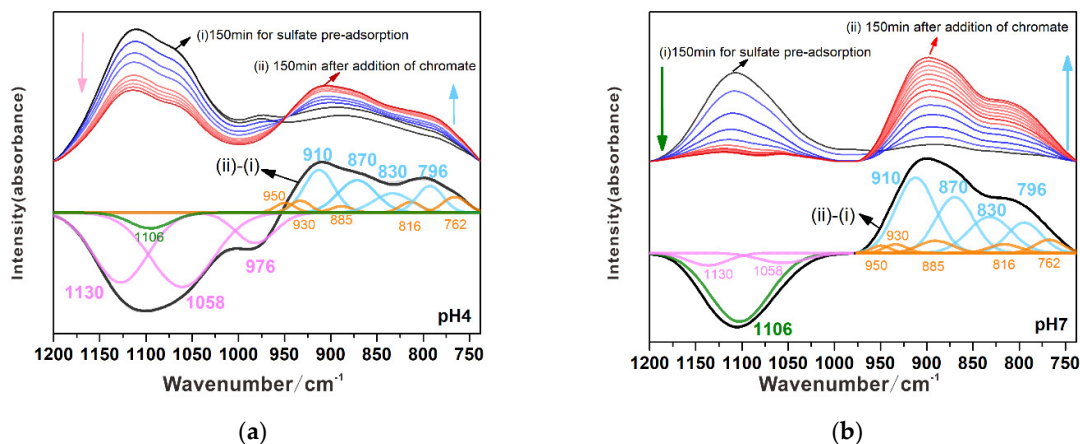 (i)150min for sulfate pre-adsorption
(ii) 150min after addition of chromate
(ii)-(i)
910
870
830
796
950
930
885
816
762
1106
976
1130
1058
pH4
Intensity(absorbance)
1200 1150 1100 1050 1000 950 900 850 800 750
Wavenumber/cm-1
(a)
(ii) 150min after addition of chromate
(i)150min for sulfate pre-adsorption
910
870
796
(ii)-(i)
830
930
950
885
816
762
1130
1058
1106
pH7
Intensity(absorbance)
1200 1150 1100 1050 1000 950 900 850 800 750
Wavenumber/cm-1
(b)